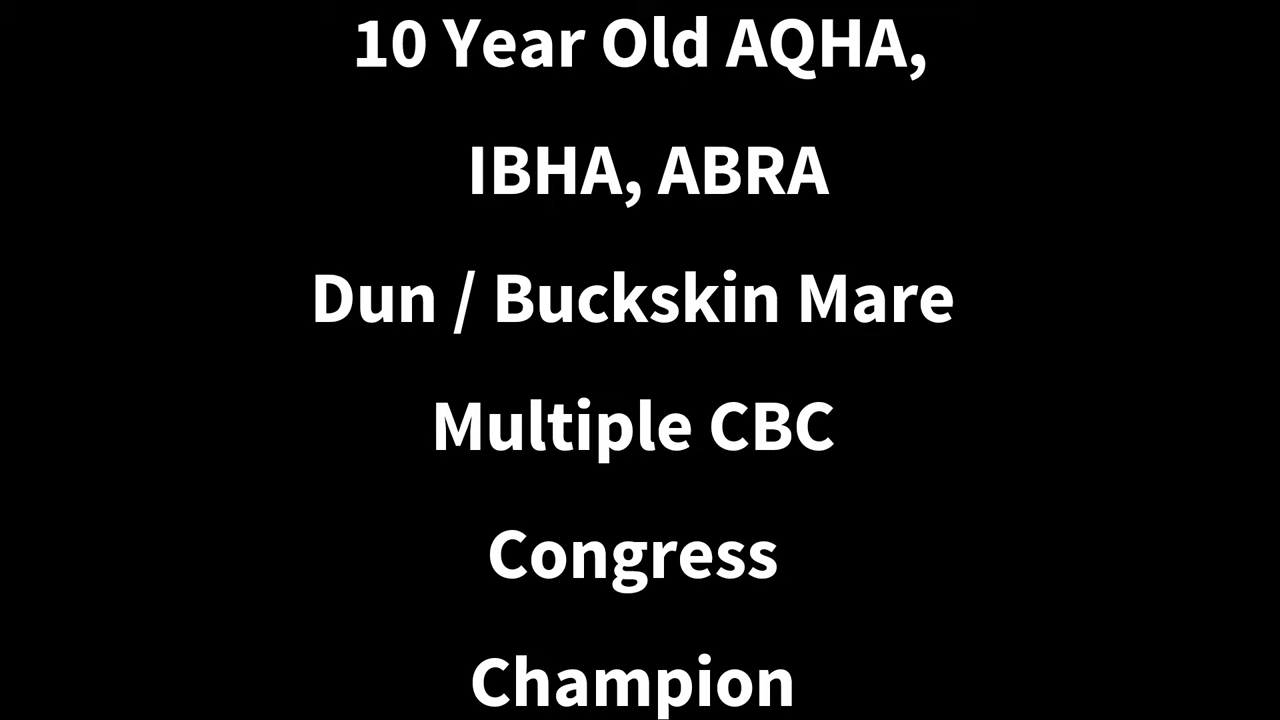 10 Year Old AQHA,
IBHA, ABRA
Dun / Buckskin Mare
Multiple CBC
Congress
Champion